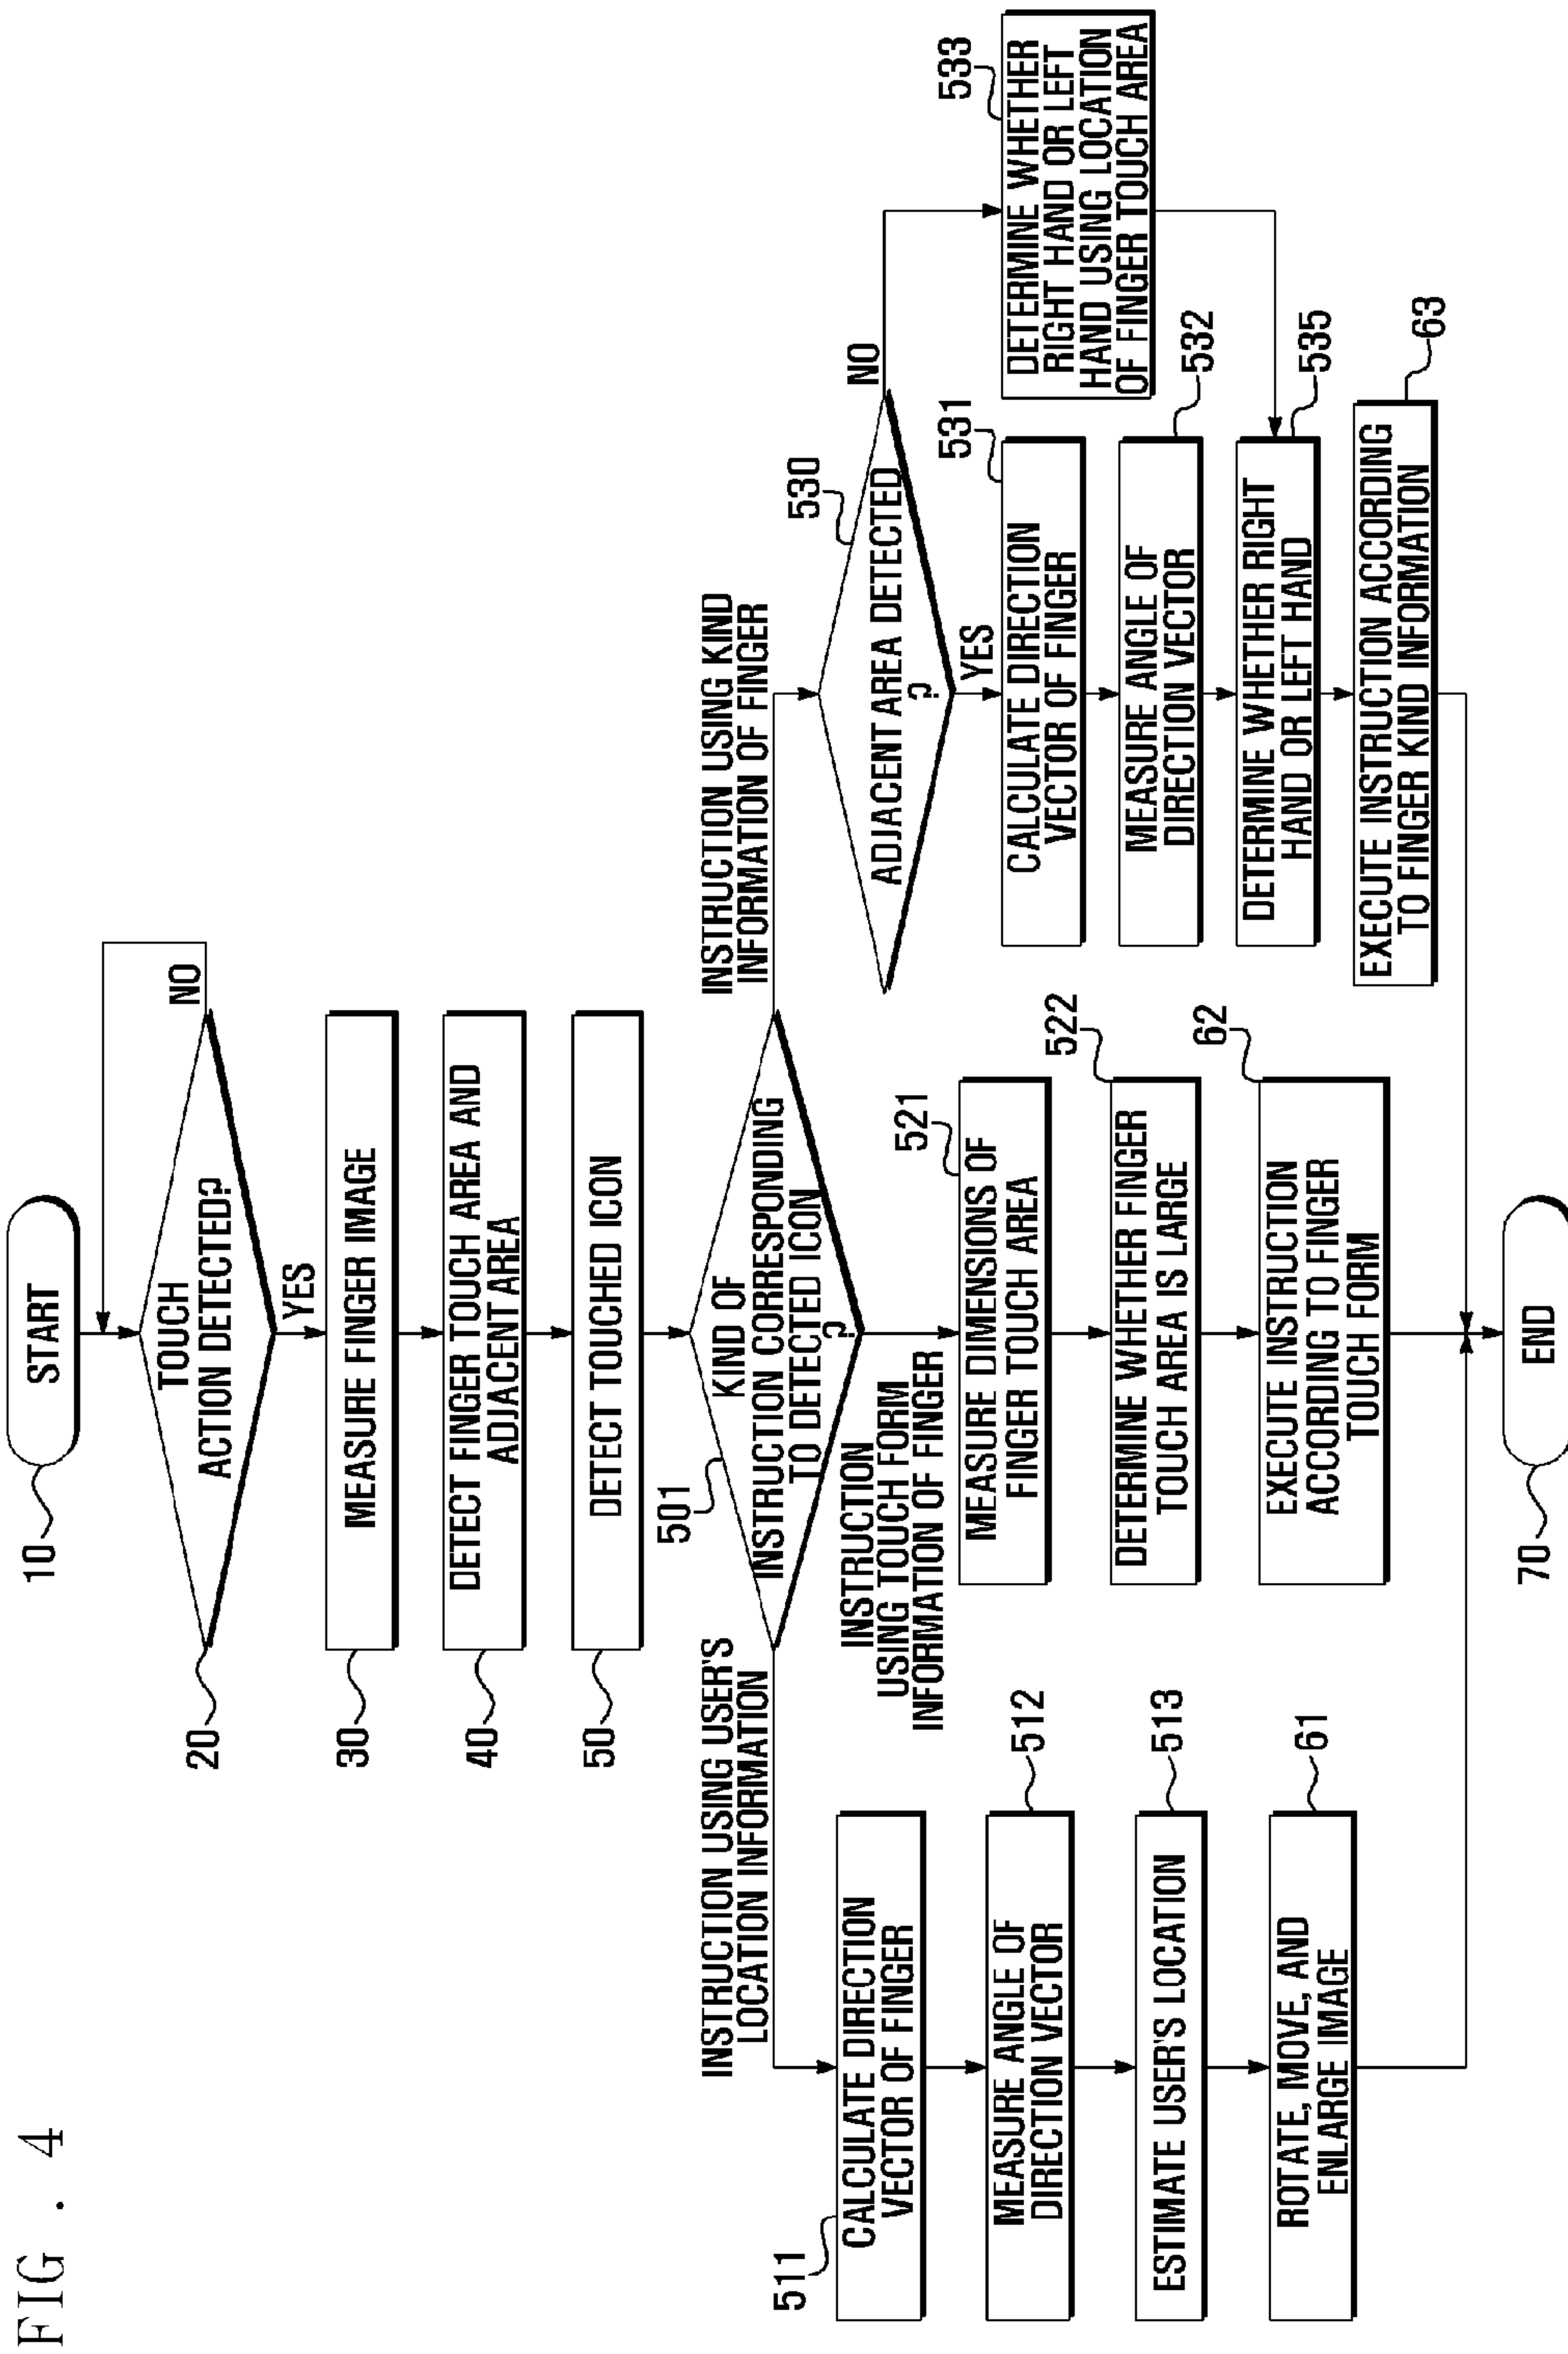 FIG . 4
10
START
20
TOUCH
ACTION DETECTED?
NO
YES
30
MEASURE FINGER IMAGE
40
DETECT FINGER TOUCH AREA AND
ADJACENT AREA
50
DETECT TOUCHED ICON
501
KIND OF
INSTRUCTION CORRESPONDING
TO DETECTED ICON
?
INSTRUCTION USING USER'S
LOCATION INFORMATION
511
CALCULATE DIRECTION
VECTOR OF FINGER
512
MEASURE ANGLE OF
DIRECTION VECTOR
513
ESTIMATE USER'S LOCATION
61
ROTATE, MOVE, AND
ENLARGE IMAGE
INSTRUCTION
USING TOUCH FORM
INFORMATION OF FINGER
521
MEASURE DIMENSIONS OF
FINGER TOUCH AREA
522
DETERMINE WHETHER FINGER
TOUCH AREA IS LARGE
62
EXECUTE INSTRUCTION
ACCORDING TO FINGER
TOUCH FORM
INSTRUCTION USING KIND
INFORMATION OF FINGER
530
ADJACENT AREA DETECTED
?
NO
YES
531
CALCULATE DIRECTION
VECTOR OF FINGER
532
MEASURE ANGLE OF
DIRECTION VECTOR
533
DETERMINE WHETHER
RIGHT HAND OR LEFT
HAND USING LOCATION
OF FINGER TOUCH AREA
535
DETERMINE WHETHER RIGHT
HAND OR LEFT HAND
63
EXECUTE INSTRUCTION ACCORDING
TO FINGER KIND INFORMATION
70
END